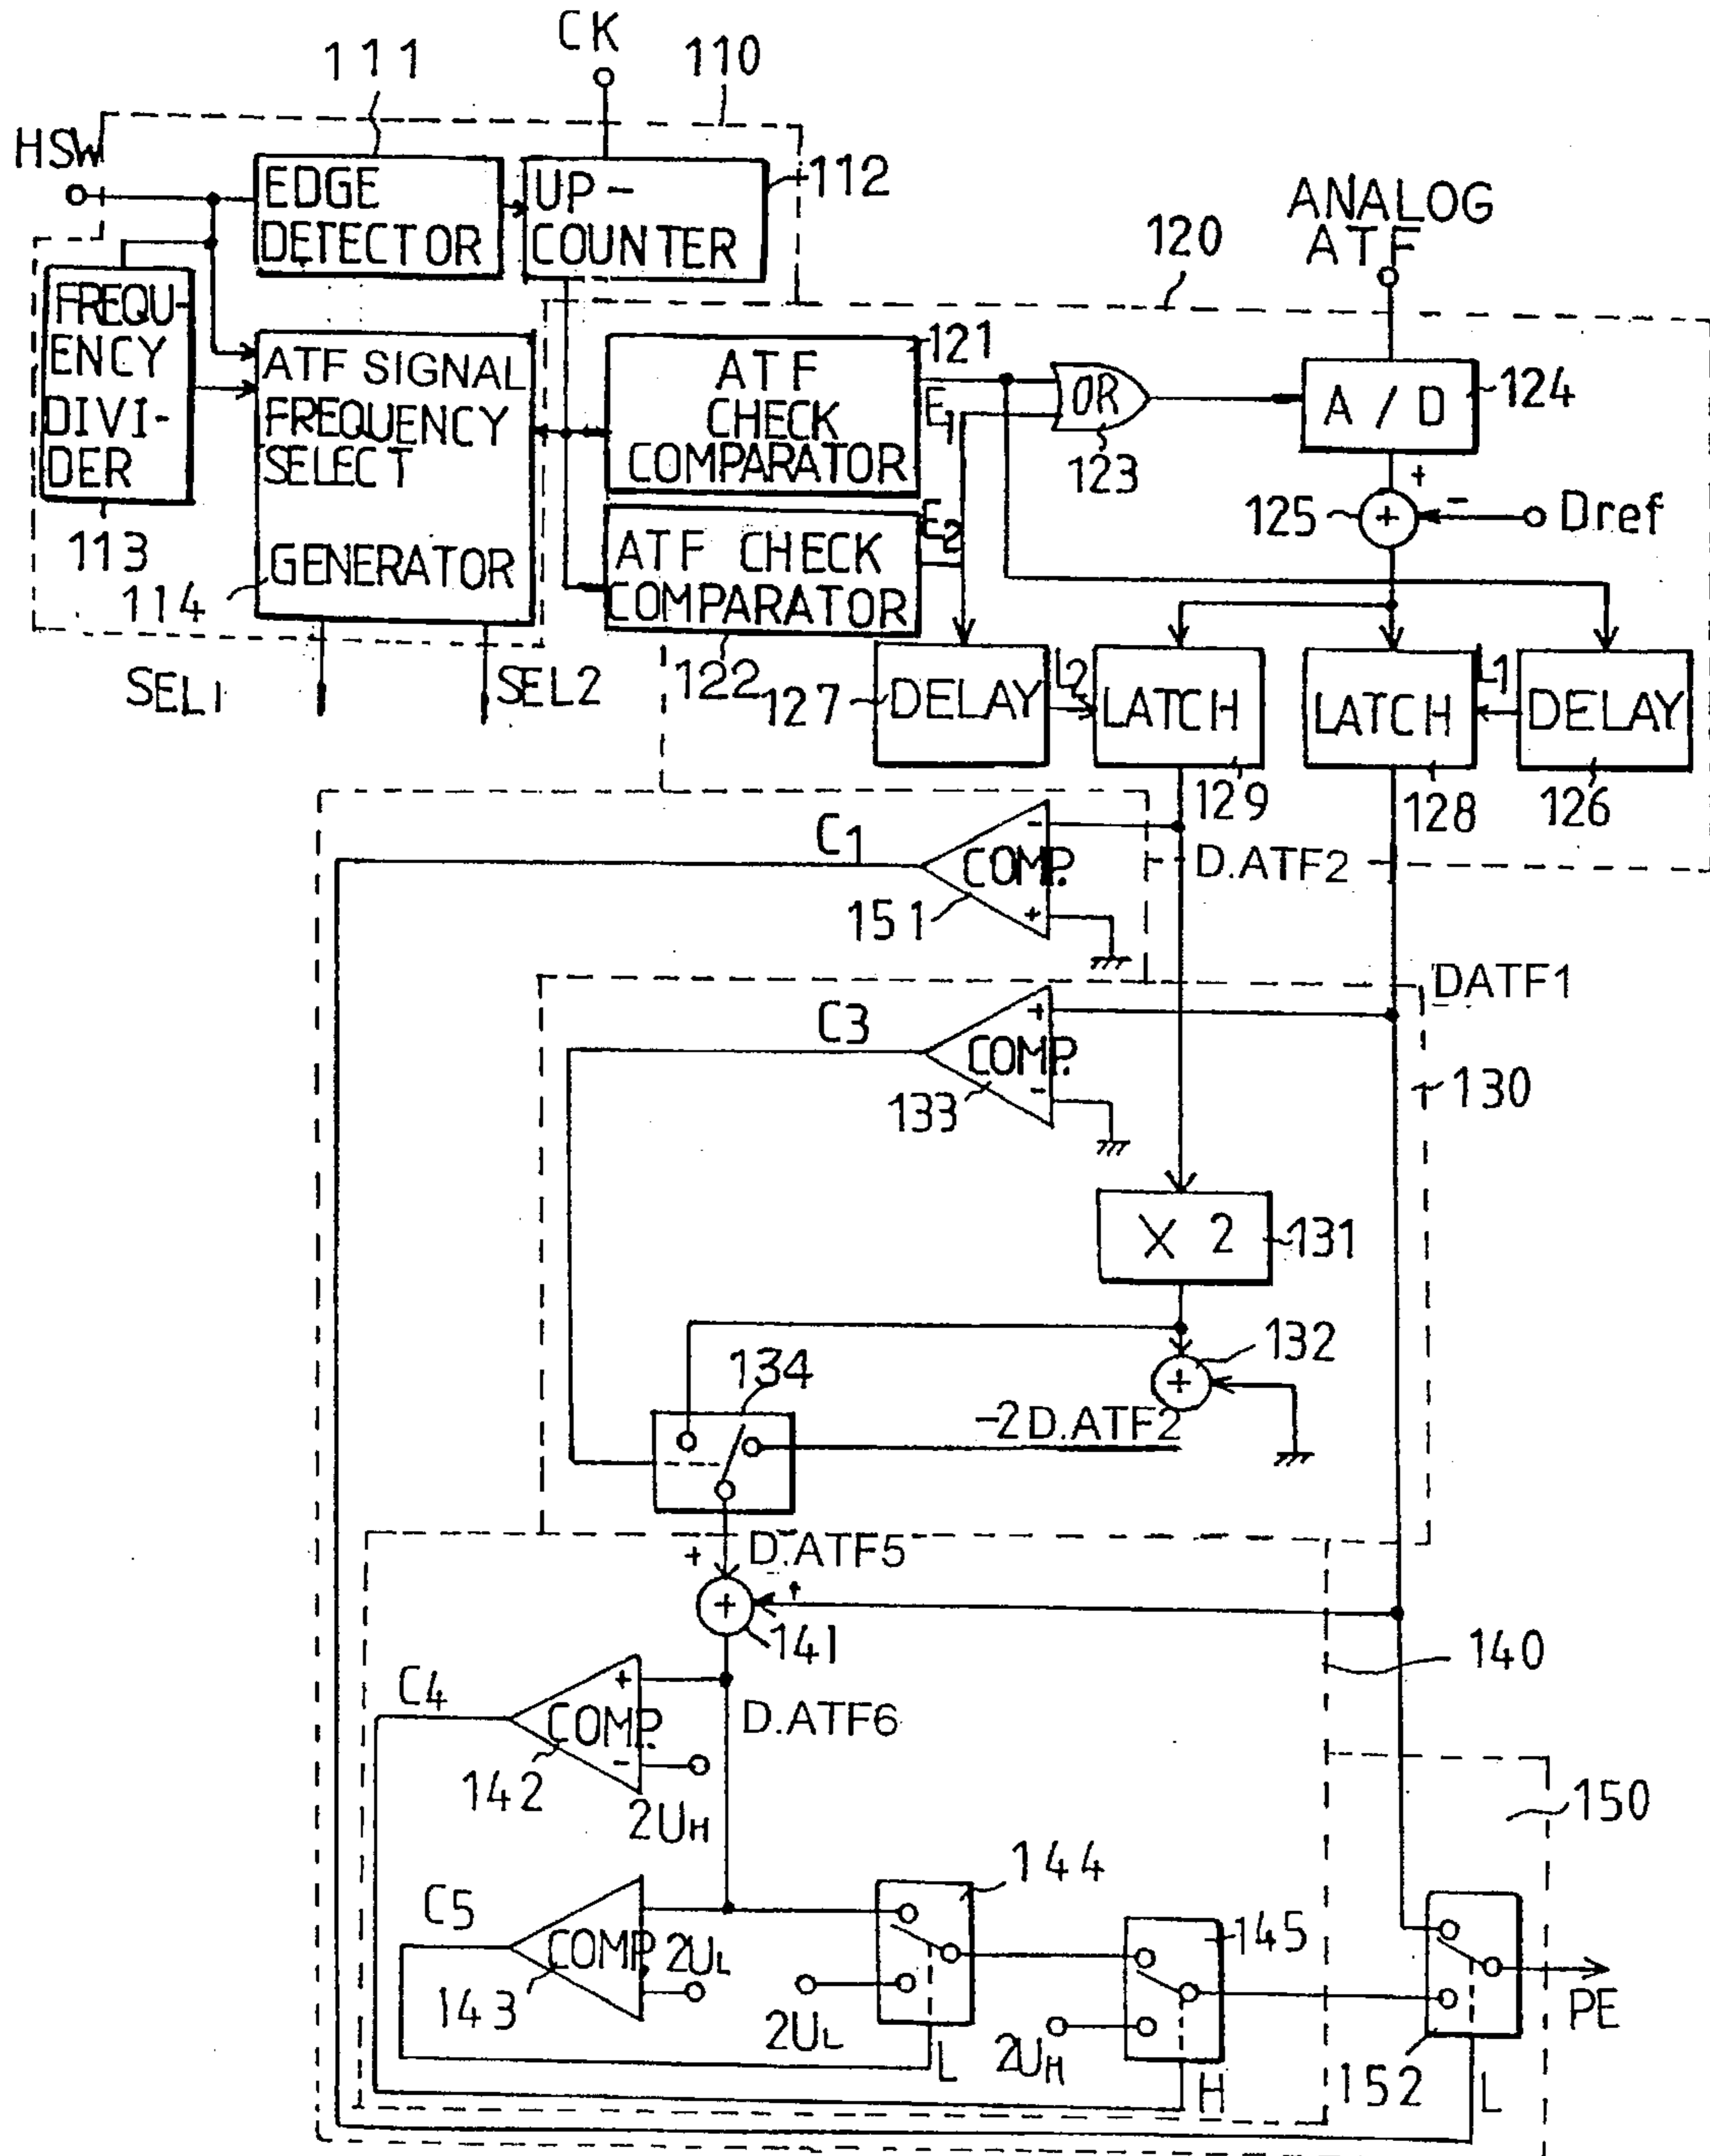 CK
111
110
HSW
EDGE
DETECTOR
UP-
COUNTER
112
ANALOG
ATF
120
FREQU-
ENCY
DIVI-
DER
113
ATF SIGNAL
FREQUENCY
SELECT
GENERATOR
114
121
ATF
CHECK
COMPARATOR
E1
OR
123
A/D
124
+
-
125
+
Dref
ATF CHECK
COMPARATOR
E2
122
SEL1
SEL2
127
DELAY
L2
LATCH
129
LATCH
128
L1
DELAY
126
C1
-
COMP.
+
151
D.ATF2
DATF1
C3
+
COMP.
-
133
130
X 2
131
132
+
134
-2D.ATF2
+
D.ATF5
+
+
141
140
C4
+
COMP.
-
142
2UH
D.ATF6
150
C5
COMP.
143
2UL
144
2UL
L
145
2UH
H
152
L
PE